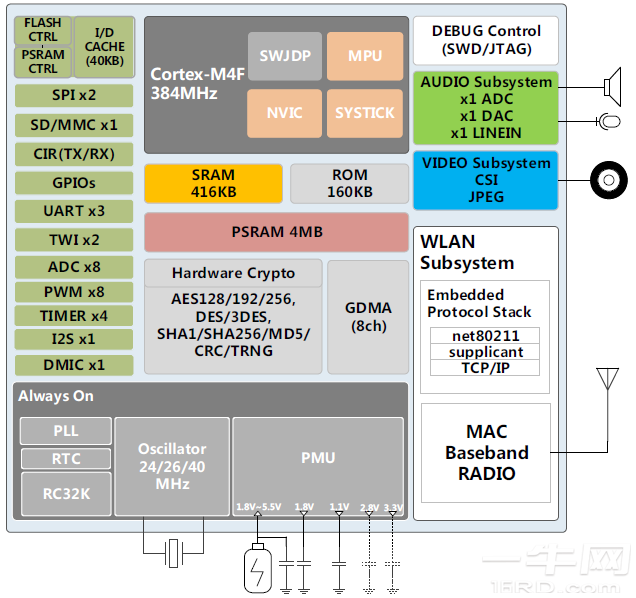 FLASH
CTRL
PSRAM
CTRL
I/D
CACHE
(40KB)
SPI x2
SD/MMC x1
CIR(TX/RX)
GPIOs
UART x3
TWI x2
ADC x8
PWM x8
TIMER x4
I2S x1
DMIC x1
Cortex-M4F
384MHz
SWJDP
MPU
NVIC
SYSTICK
SRAM
416KB
ROM
160KB
PSRAM 4MB
Hardware Crypto
AES128/192/256,
DES/3DES,
SHA1/SHA256/MD5/
CRC/TRNG
GDMA
(8ch)
DEBUG Control
(SWD/JTAG)
AUDIO Subsystem
x1 ADC
x1 DAC
x1 LINEIN
VIDEO Subsystem
CSI
JPEG
WLAN
Subsystem
Embedded
Protocol Stack
net80211
supplicant
TCP/IP
MAC
Baseband
RADIO
Always On
PLL
RTC
RC32K
Oscillator
24/26/40
MHz
PMU
1.8V~5.5V
1.8V
1.1V
2.8V
3.3V
一牛网
1ERD.COM